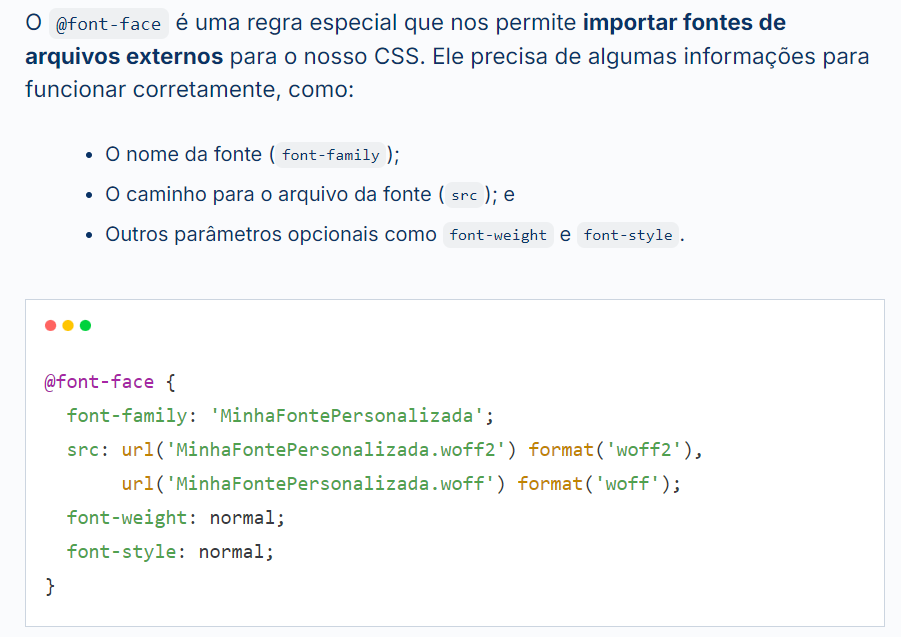 O @font-face é uma regra especial que nos permite importar fontes de
arquivos externos para o nosso CSS. Ele precisa de algumas informações para
funcionar corretamente, como:
• O nome da fonte ( font-family );
• O caminho para o arquivo da fonte ( src ); e
• Outros parâmetros opcionais como font-weight e font-style .
@font-face {
  font-family: 'MinhaFontePersonalizada';
  src: url('MinhaFontePersonalizada.woff2') format('woff2'),
       url('MinhaFontePersonalizada.woff') format('woff');
  font-weight: normal;
  font-style: normal;
}